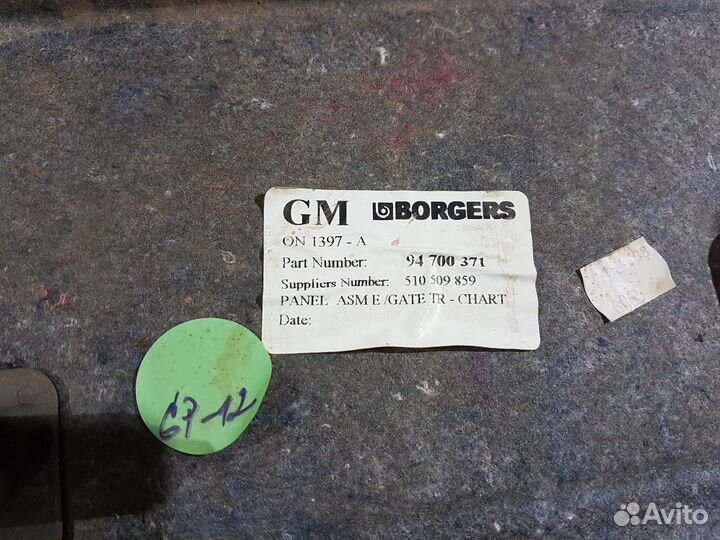 GM BORGERS
ON 1397 - A
Part Number: 94 700 371
Suppliers Number: 510 509 859
PANEL ASM E/GATE TR - CHART
Date:
67-12
Avito